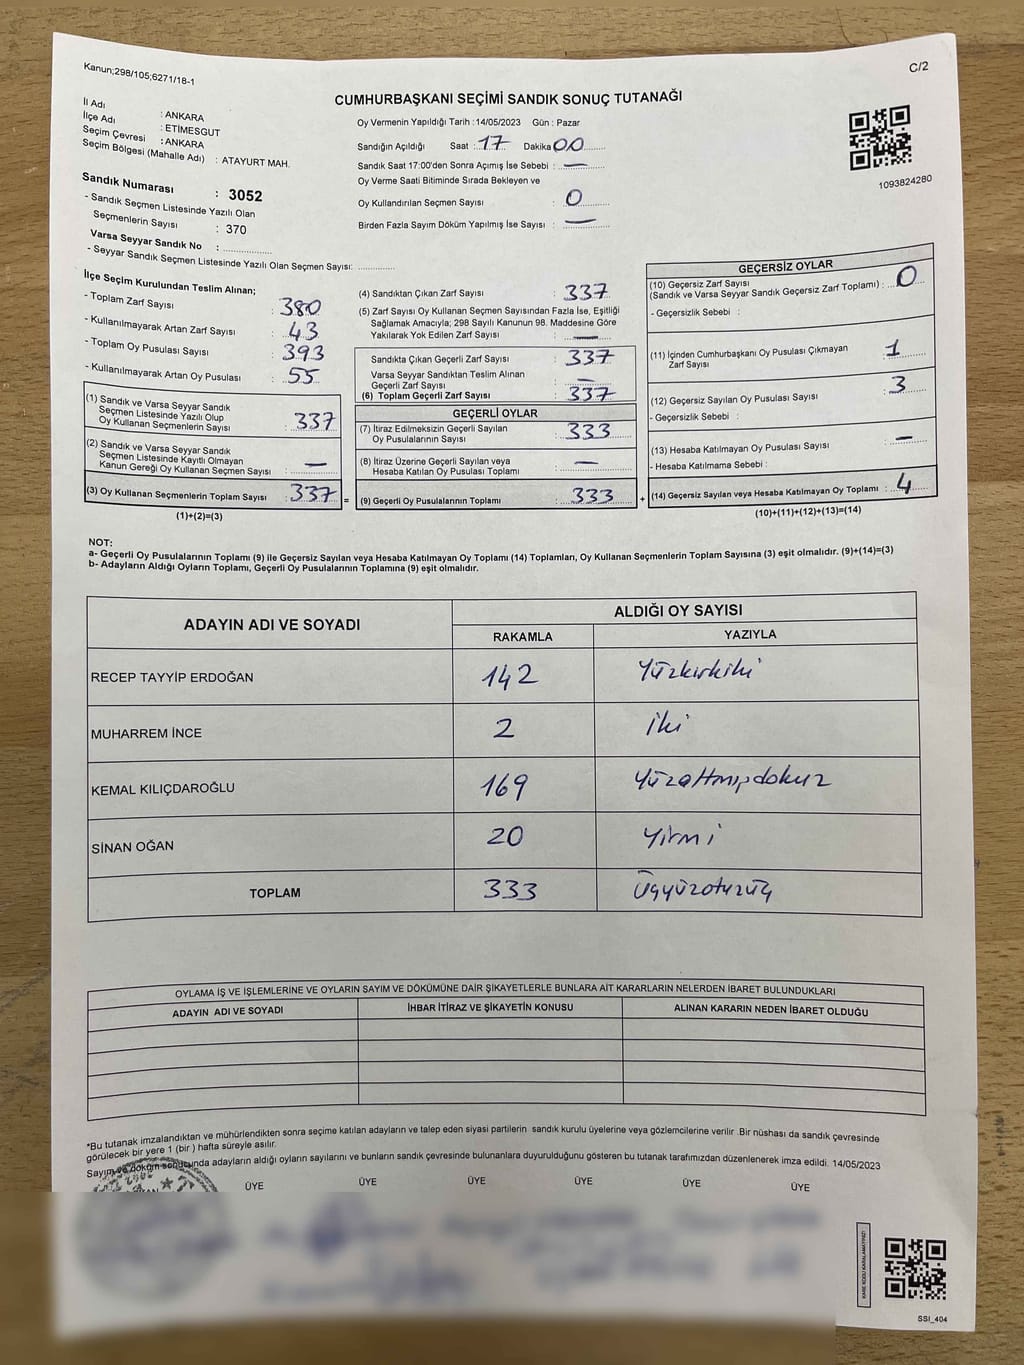 Kanun;298/105;6271/18-1
C/2
CUMHURBAŞKANI SEÇİMİ SANDIK SONUÇ TUTANAĞI
İl Adı : ANKARA
İlçe Adı : ETİMESGUT
Seçim Çevresi : ANKARA
Seçim Bölgesi (Mahalle Adı) : ATAYURT MAH.
Sandık Numarası : 3052
- Sandık Seçmen Listesinde Yazılı Olan
Seçmenlerin Sayısı : 370
Varsa Seyyar Sandık No : ..............
- Seyyar Sandık Seçmen Listesinde Yazılı Olan Seçmen Sayısı: ............
Oy Vermenin Yapıldığı Tarih : 14/05/2023 Gün : Pazar
Sandığın Açıldığı Saat : 17 Dakika 00
Sandık Saat 17:00'den Sonra Açımış İse Sebebi : —
Oy Verme Saati Bitiminde Sırada Bekleyen ve
Oy Kullandırılan Seçmen Sayısı : 0
Birden Fazla Sayım Döküm Yapılmış İse Sayısı : —
1093824280
İlçe Seçim Kurulundan Teslim Alınan;
- Toplam Zarf Sayısı : 380
- Kullanılmayarak Artan Zarf Sayısı : 43
- Toplam Oy Pusulası Sayısı : 393
- Kullanılmayarak Artan Oy Pusulası : 55
(1) Sandık ve Varsa Seyyar Sandık
Seçmen Listesinde Yazılı Olup
Oy Kullanan Seçmenlerin Sayısı : 337
(2) Sandık ve Varsa Seyyar Sandık
Seçmen Listesinde Kayıtlı Olmayan
Kanun Gereği Oy Kullanan Seçmen Sayısı : —
(3) Oy Kullanan Seçmenlerin Toplam Sayısı : 337 =
(1)+(2)=(3)
(4) Sandıktan Çıkan Zarf Sayısı : 337
(5) Zarf Sayısı Oy Kullanan Seçmen Sayısından Fazla İse, Eşitliği
Sağlamak Amacıyla; 298 Sayılı Kanunun 98. Maddesine Göre
Yakılarak Yok Edilen Zarf Sayısı : —
Sandıkta Çıkan Geçerli Zarf Sayısı : 337
Varsa Seyyar Sandıktan Teslim Alınan
Geçerli Zarf Sayısı : —
(6) Toplam Geçerli Zarf Sayısı : 337
GEÇERLİ OYLAR
(7) İtiraz Edilmeksizin Geçerli Sayılan
Oy Pusulalarının Sayısı : 333
(8) İtiraz Üzerine Geçerli Sayılan veya
Hesaba Katılan Oy Pusulası Toplamı : —
(9) Geçerli Oy Pusulalarının Toplamı : 333 +
GEÇERSİZ OYLAR
(10) Geçersiz Zarf Sayısı
(Sandık ve Varsa Seyyar Sandık Geçersiz Zarf Toplamı) : 0
- Geçersizlik Sebebi :
(11) İçinden Cumhurbaşkanı Oy Pusulası Çıkmayan
Zarf Sayısı : 1
(12) Geçersiz Sayılan Oy Pusulası Sayısı : 3
- Geçersizlik Sebebi :
(13) Hesaba Katılmayan Oy Pusulası Sayısı : —
- Hesaba Katılmama Sebebi :
(14) Geçersiz Sayılan veya Hesaba Katılmayan Oy Toplamı : 4
(10)+(11)+(12)+(13)=(14)
NOT:
a- Geçerli Oy Pusulalarının Toplamı (9) ile Geçersiz Sayılan veya Hesaba Katılmayan Oy Toplamı (14) Toplamları, Oy Kullanan Seçmenlerin Toplam Sayısına (3) eşit olmalıdır. (9)+(14)=(3)
b- Adayların Aldığı Oyların Toplamı, Geçerli Oy Pusulalarının Toplamına (9) eşit olmalıdır.
ADAYIN ADI VE SOYADI ALDIĞI OY SAYISI
RAKAMLA YAZIYLA
RECEP TAYYİP ERDOĞAN 142 Yüzkırkiki
MUHARREM İNCE 2 iki
KEMAL KILIÇDAROĞLU 169 Yüzaltmışdokuz
SİNAN OĞAN 20 Yirmi
TOPLAM 333 Üçyüzotuzüç
OYLAMA İŞ VE İŞLEMLERİNE VE OYLARIN SAYIM VE DÖKÜMÜNE DAİR ŞİKAYETLERLE BUNLARA AİT KARARLARIN NELERDEN İBARET BULUNDUKLARI
ADAYIN ADI VE SOYADI İHBAR İTİRAZ VE ŞİKAYETİN KONUSU ALINAN KARARIN NEDEN İBARET OLDUĞU
*Bu tutanak imzalandıktan ve mühürlendikten sonra seçime katılan adayların ve talep eden siyasi partilerin sandık kurulu üyelerine veya gözlemcilerine verilir .Bir nüshası da sandık çevresinde
görülecek bir yere 1 (bir ) hafta süreyle asılır.
Sayım ve döküm sonucunda adayların aldığı oyların sayılarını ve bunların sandık çevresinde bulunanlara duyurulduğunu gösteren bu tutanak tarafımızdan düzenlenerek imza edildi. 14/05/2023
ÜYE ÜYE ÜYE ÜYE ÜYE ÜYE
KARE KODU KARALAMAYINIZ!
SSI_404